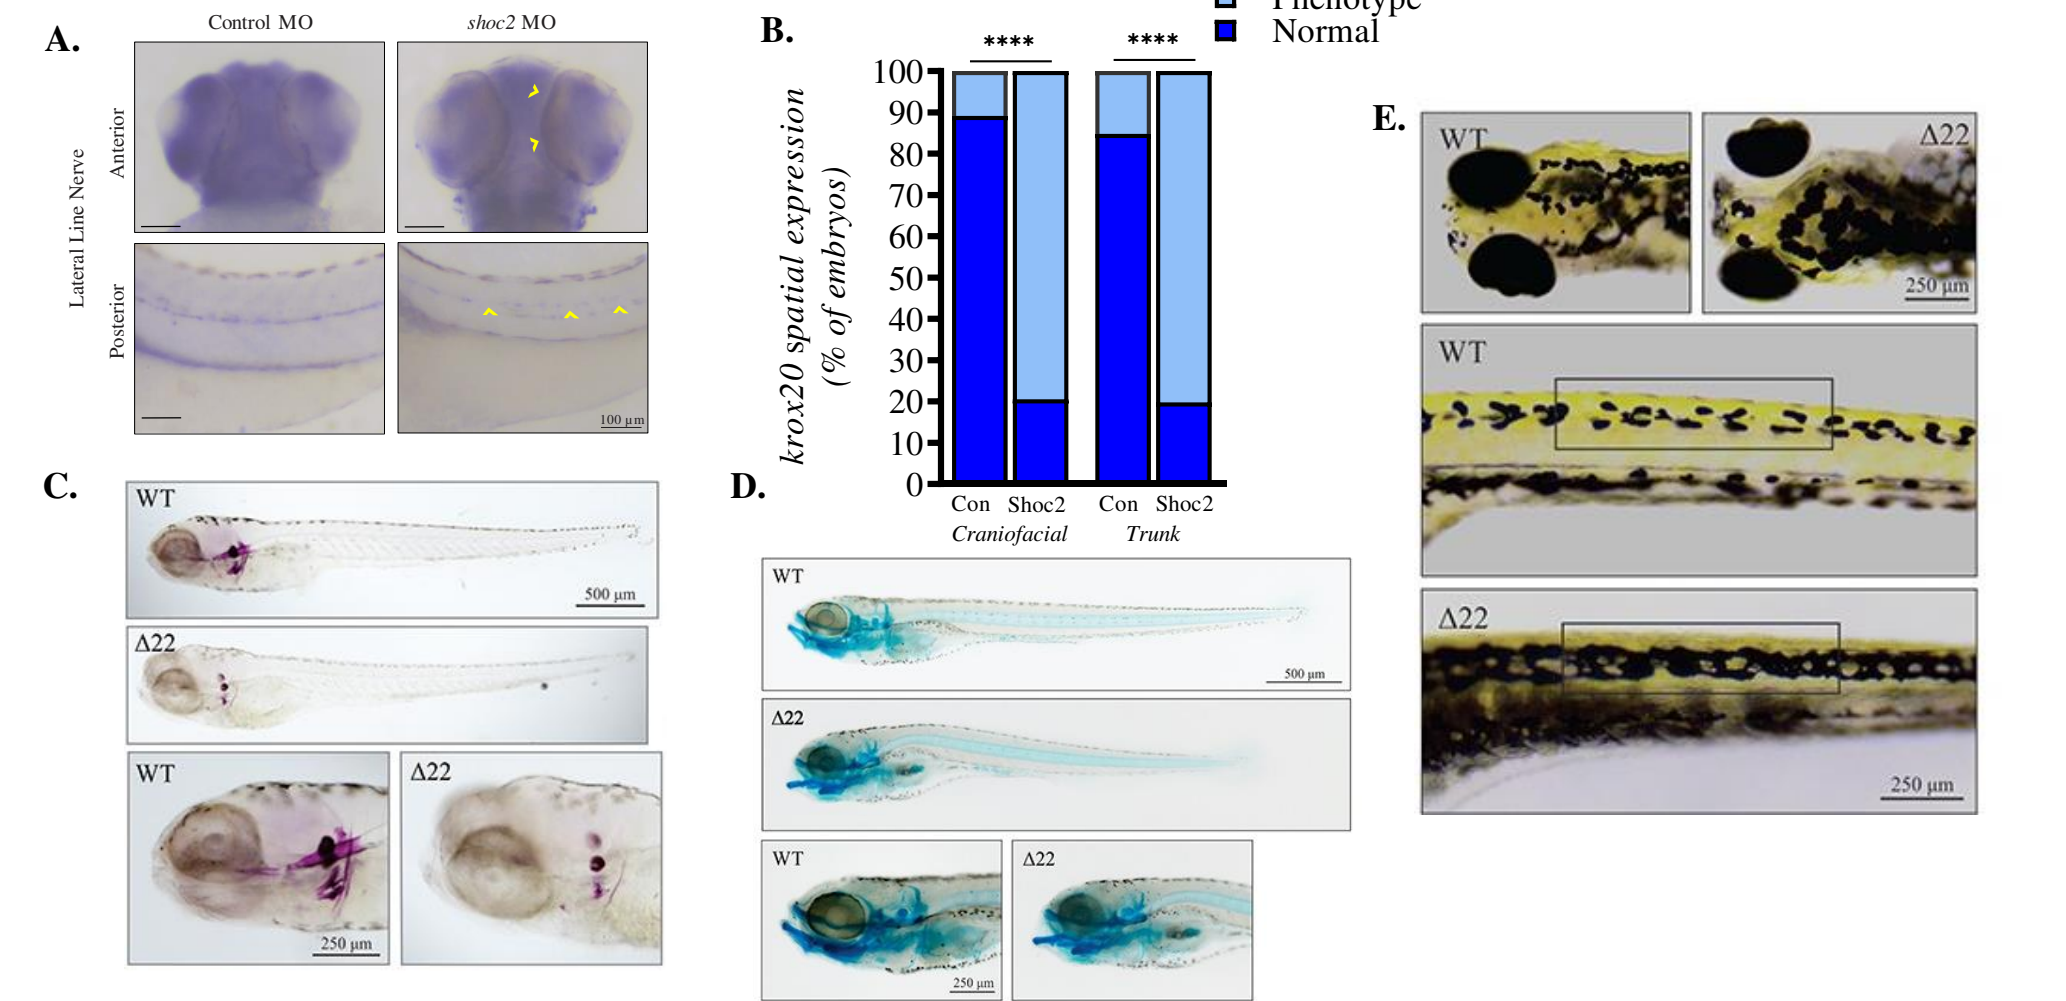 A.
Control MO
shoc2 MO
Lateral Line Nerve
Anterior
Posterior
100 µm
B.
Phenotype
Normal
****
****
krox20 spatial expression
(% of embryos)
100
90
80
70
60
50
40
30
20
10
0
Con Shoc2 Con Shoc2
Craniofacial Trunk
C.
WT
500 µm
Δ22
WT
250 µm
Δ22
D.
WT
500 µm
Δ22
WT
250 µm
Δ22
E.
WT
Δ22
250 µm
WT
Δ22
250 µm